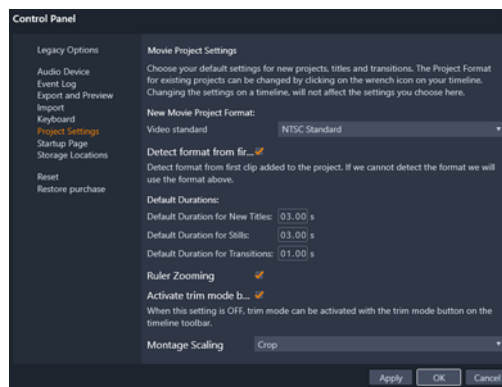 Control Panel
Legacy Options
Audio Device
Event Log
Export and Preview
Import
Keyboard
Project Settings
Startup Page
Storage Locations
Reset
Restore purchase
Movie Project Settings
Choose your default settings for new projects, titles and transitions. The Project Format
for existing projects can be changed by clicking on the wrench icon on your timeline.
Changing the settings on a timeline, will not affect the settings you choose here.
New Movie Project Format:
Video standard NTSC Standard
Detect format from fir...
Detect format from first clip added to the project. If we cannot detect the format we will
use the format above.
Default Durations:
Default Duration for New Titles: 03.00 s
Default Duration for Stills: 03.00 s
Default Duration for Transitions: 01.00 s
Ruler Zooming
Activate trim mode b...
When this setting is OFF, trim mode can be activated with the trim mode button on the
timeline toolbar.
Montage Scaling Crop
Apply OK Cancel